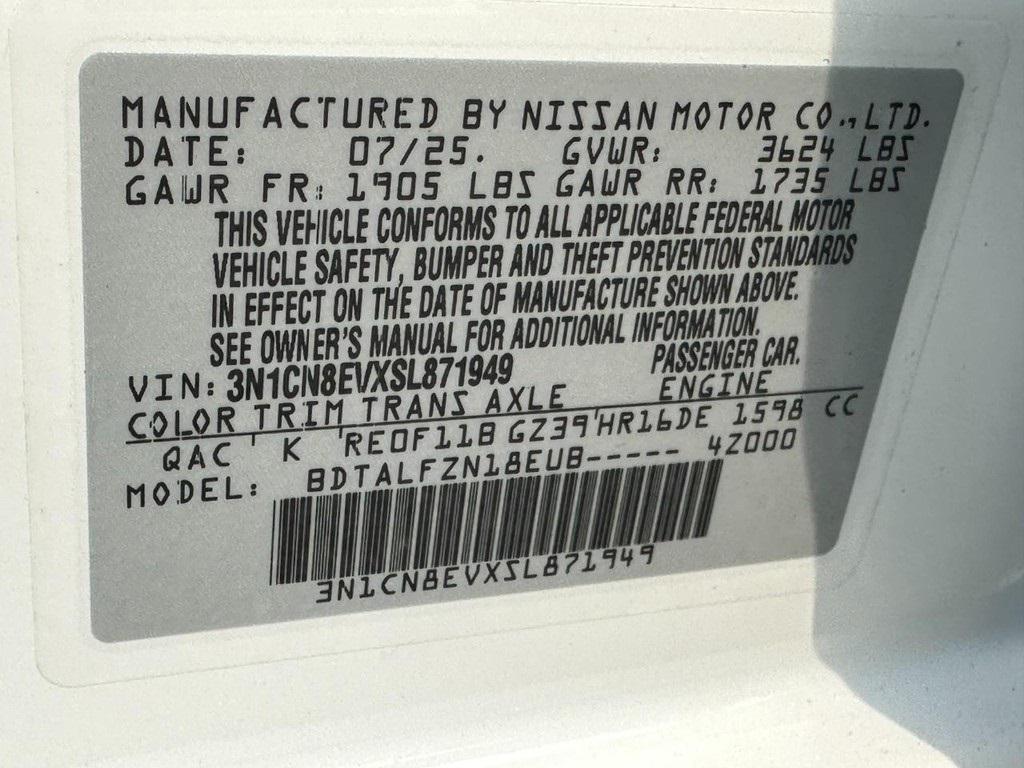 MANUFACTURED BY NISSAN MOTOR CO., LTD.
DATE: 07/25. GVWR: 3624 LBS
GAWR FR: 1905 LBS GAWR RR: 1735 LBS
THIS VEHICLE CONFORMS TO ALL APPLICABLE FEDERAL MOTOR
VEHICLE SAFETY, BUMPER AND THEFT PREVENTION STANDARDS
IN EFFECT ON THE DATE OF MANUFACTURE SHOWN ABOVE.
SEE OWNER'S MANUAL FOR ADDITIONAL INFORMATION.
VIN: 3N1CN8EVXSL871949 PASSENGER CAR.
COLOR TRIM TRANS AXLE ENGINE
QAC K RE0F11B GZ39 HR16DE 1598 CC
MODEL: BDTALFZN18EUB----- 4Z000
3N1CN8EVXSL871949